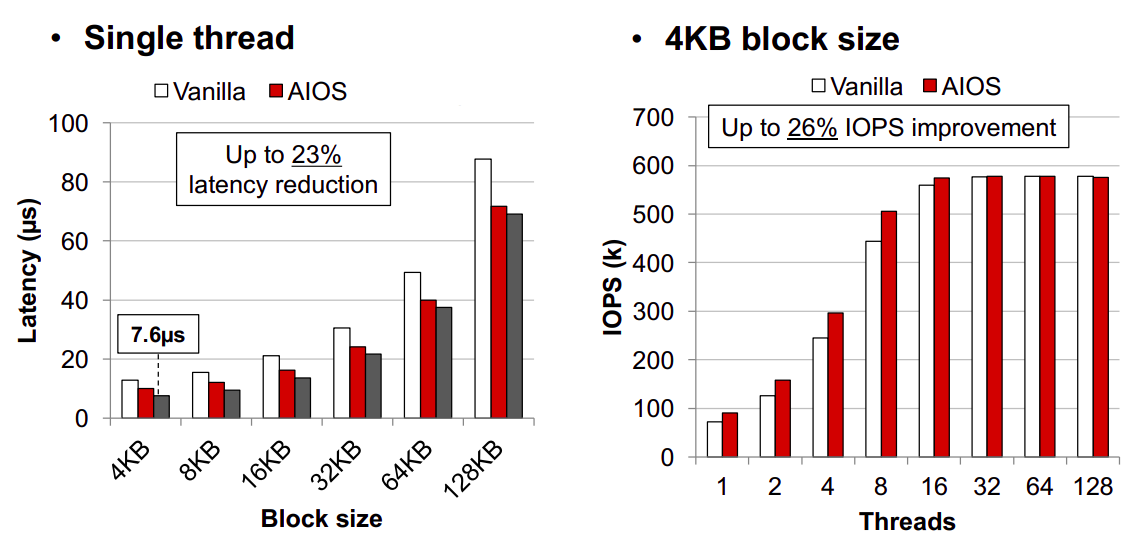 • Single thread
Vanilla AIOS
100
80
60
40
20
0
Latency (µs)
Up to 23%
latency reduction
7.6µs
4KB 8KB 16KB 32KB 64KB 128KB
Block size
• 4KB block size
Vanilla AIOS
700
600
500
400
300
200
100
0
IOPS (k)
Up to 26% IOPS improvement
1 2 4 8 16 32 64 128
Threads